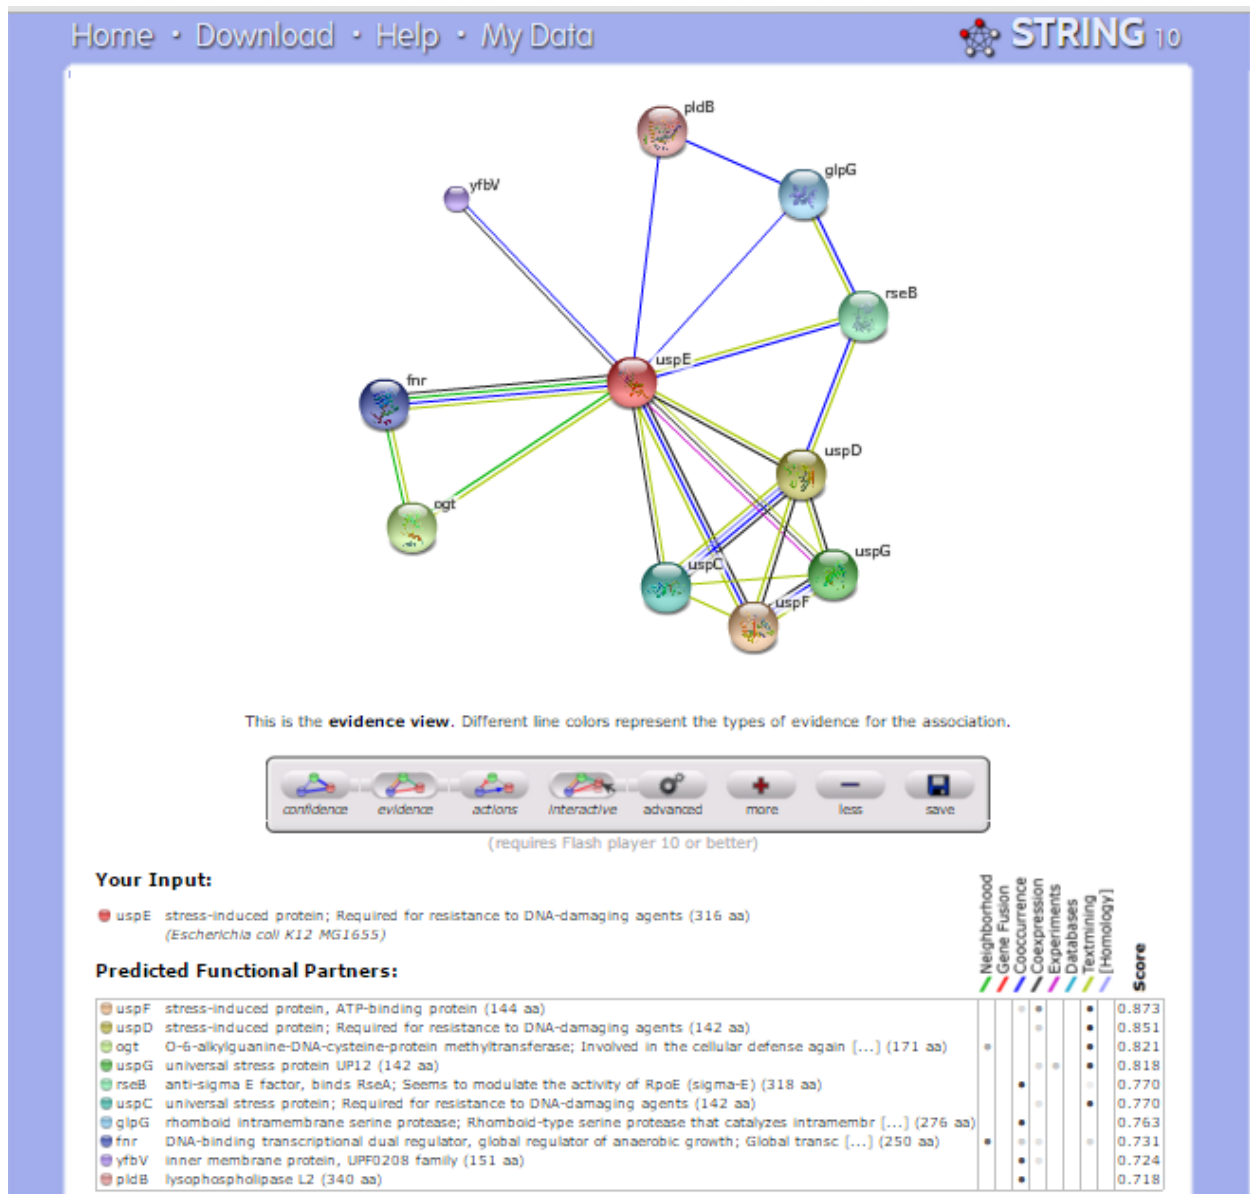 Home · Download · Help · My Data
STRING 10
pldB
glpG
yfbV
rseB
uspE
fnr
uspD
ogt
uspG
uspC
uspF
This is the evidence view. Different line colors represent the types of evidence for the association.
confidence evidence actions interactive advanced more less save
(requires Flash player 10 or better)
Your Input:
uspE stress-induced protein; Required for resistance to DNA-damaging agents (316 aa)
(Escherichia coli K12 MG1655)
Neighborhood
Gene Fusion
Cooccurrence
Coexpression
Experiments
Databases
Textmining
[Homology]
Score
Predicted Functional Partners:
uspF stress-induced protein, ATP-binding protein (144 aa) 0.873
uspD stress-induced protein; Required for resistance to DNA-damaging agents (142 aa) 0.851
ogt O-6-alkylguanine-DNA-cysteine-protein methyltransferase; Involved in the cellular defense again [...] (171 aa) 0.821
uspG universal stress protein UP12 (142 aa) 0.818
rseB anti-sigma E factor, binds RseA; Seems to modulate the activity of RpoE (sigma-E) (318 aa) 0.770
uspC universal stress protein; Required for resistance to DNA-damaging agents (142 aa) 0.770
glpG rhomboid intramembrane serine protease; Rhomboid-type serine protease that catalyzes intramembr [...] (276 aa) 0.763
fnr DNA-binding transcriptional dual regulator, global regulator of anaerobic growth; Global transc [...] (250 aa) 0.731
yfbV inner membrane protein, UPF0208 family (151 aa) 0.724
pldB lysophospholipase L2 (340 aa) 0.718